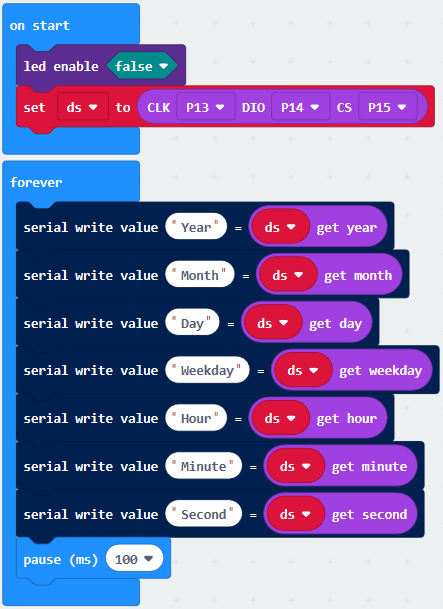 on start
led enable false
set ds to CLK P13 DIO P14 CS P15
forever
serial write value "Year" = ds get year
serial write value "Month" = ds get month
serial write value "Day" = ds get day
serial write value "Weekday" = ds get weekday
serial write value "Hour" = ds get hour
serial write value "Minute" = ds get minute
serial write value "Second" = ds get second
pause (ms) 100